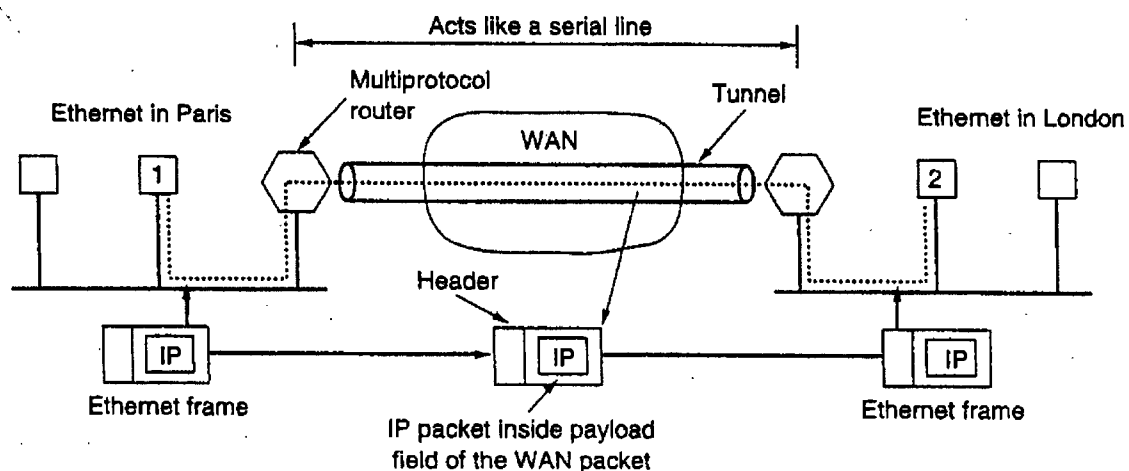 Acts like a serial line
Multiprotocol
router
Tunnel
Ethernet in Paris
Ethernet in London
WAN
1
2
Header
IP
IP
IP
Ethernet frame
Ethernet frame
IP packet inside payload
field of the WAN packet